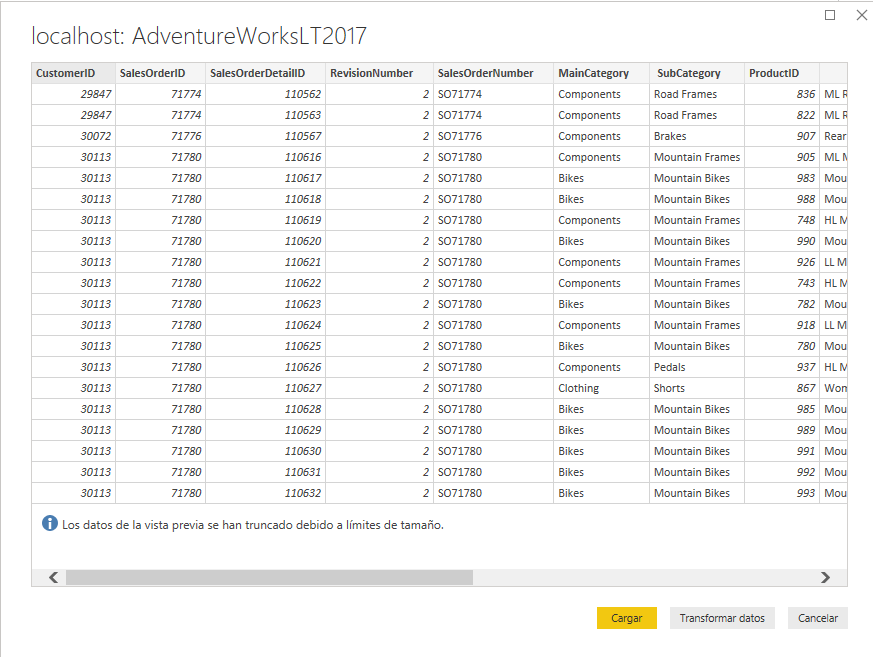 localhost: AdventureWorksLT2017
CustomerID SalesOrderID SalesOrderDetailID RevisionNumber SalesOrderNumber MainCategory SubCategory ProductID
29847 71774 110562 2 SO71774 Components Road Frames 836 ML R
29847 71774 110563 2 SO71774 Components Road Frames 822 ML R
30072 71776 110567 2 SO71776 Components Brakes 907 Rear
30113 71780 110616 2 SO71780 Components Mountain Frames 905 ML M
30113 71780 110617 2 SO71780 Bikes Mountain Bikes 983 Mou
30113 71780 110618 2 SO71780 Bikes Mountain Bikes 988 Mou
30113 71780 110619 2 SO71780 Components Mountain Frames 748 HL M
30113 71780 110620 2 SO71780 Bikes Mountain Bikes 990 Mou
30113 71780 110621 2 SO71780 Components Mountain Frames 926 LL M
30113 71780 110622 2 SO71780 Components Mountain Frames 743 HL M
30113 71780 110623 2 SO71780 Bikes Mountain Bikes 782 Mou
30113 71780 110624 2 SO71780 Components Mountain Frames 918 LL M
30113 71780 110625 2 SO71780 Bikes Mountain Bikes 780 Mou
30113 71780 110626 2 SO71780 Components Pedals 937 HL M
30113 71780 110627 2 SO71780 Clothing Shorts 867 Wom
30113 71780 110628 2 SO71780 Bikes Mountain Bikes 985 Mou
30113 71780 110629 2 SO71780 Bikes Mountain Bikes 989 Mou
30113 71780 110630 2 SO71780 Bikes Mountain Bikes 991 Mou
30113 71780 110631 2 SO71780 Bikes Mountain Bikes 992 Mou
30113 71780 110632 2 SO71780 Bikes Mountain Bikes 993 Mou
Los datos de la vista previa se han truncado debido a límites de tamaño.
Cargar Transformar datos Cancelar